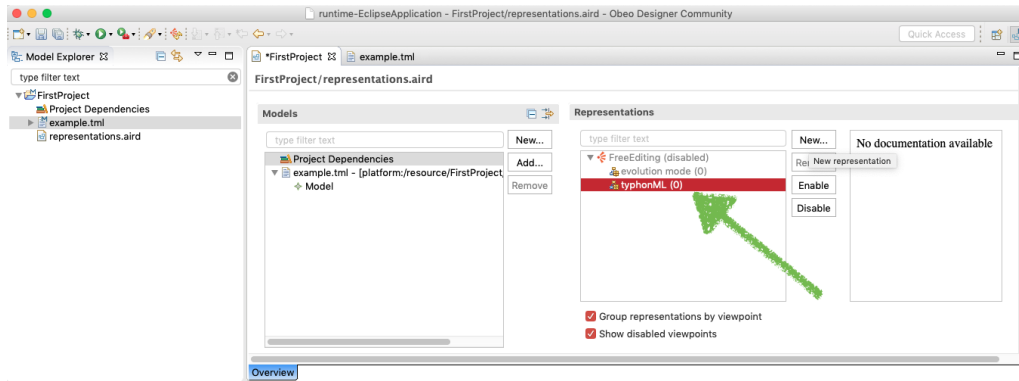 runtime-EclipseApplication - FirstProject/representations.aird - Obeo Designer Community
Quick Access
Model Explorer
type filter text
FirstProject
Project Dependencies
example.tml
representations.aird
*FirstProject
example.tml
FirstProject/representations.aird
Models
type filter text
New...
Project Dependencies
Add...
example.tml - [platform:/resource/FirstProject
Remove
Model
Representations
type filter text
New...
FreeEditing (disabled)
New representation
evolution mode (0)
typhonML (0)
Enable
Disable
No documentation available
Group representations by viewpoint
Show disabled viewpoints
Overview